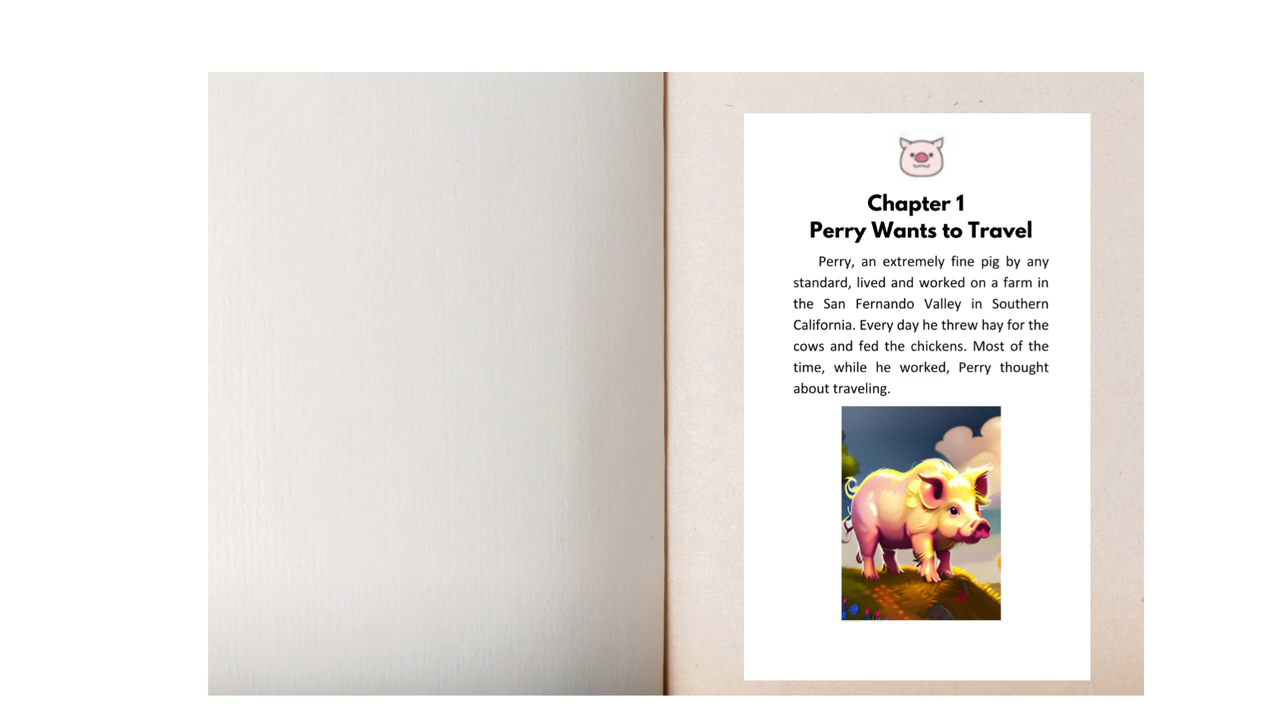 Chapter 1
Perry Wants to Travel
Perry, an extremely fine pig by any
standard, lived and worked on a farm in
the San Fernando Valley in Southern
California. Every day he threw hay for the
cows and fed the chickens. Most of the
time, while he worked, Perry thought
about traveling.